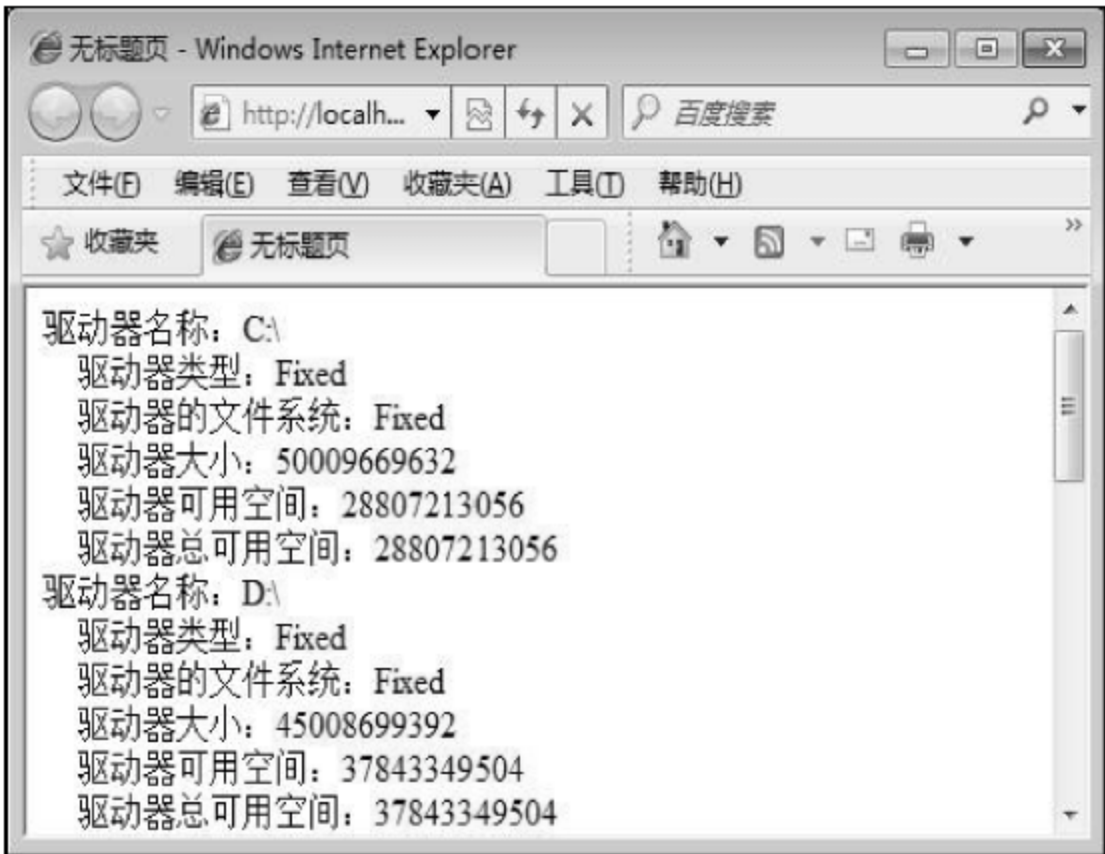 无标题页 - Windows Internet Explorer
http://localh... 百度搜索
文件(F) 编辑(E) 查看(V) 收藏夹(A) 工具(T) 帮助(H)
收藏夹 无标题页
驱动器名称：C:\
驱动器类型：Fixed
驱动器的文件系统：Fixed
驱动器大小：50009669632
驱动器可用空间：28807213056
驱动器总可用空间：28807213056
驱动器名称：D:\
驱动器类型：Fixed
驱动器的文件系统：Fixed
驱动器大小：45008699392
驱动器可用空间：37843349504
驱动器总可用空间：37843349504